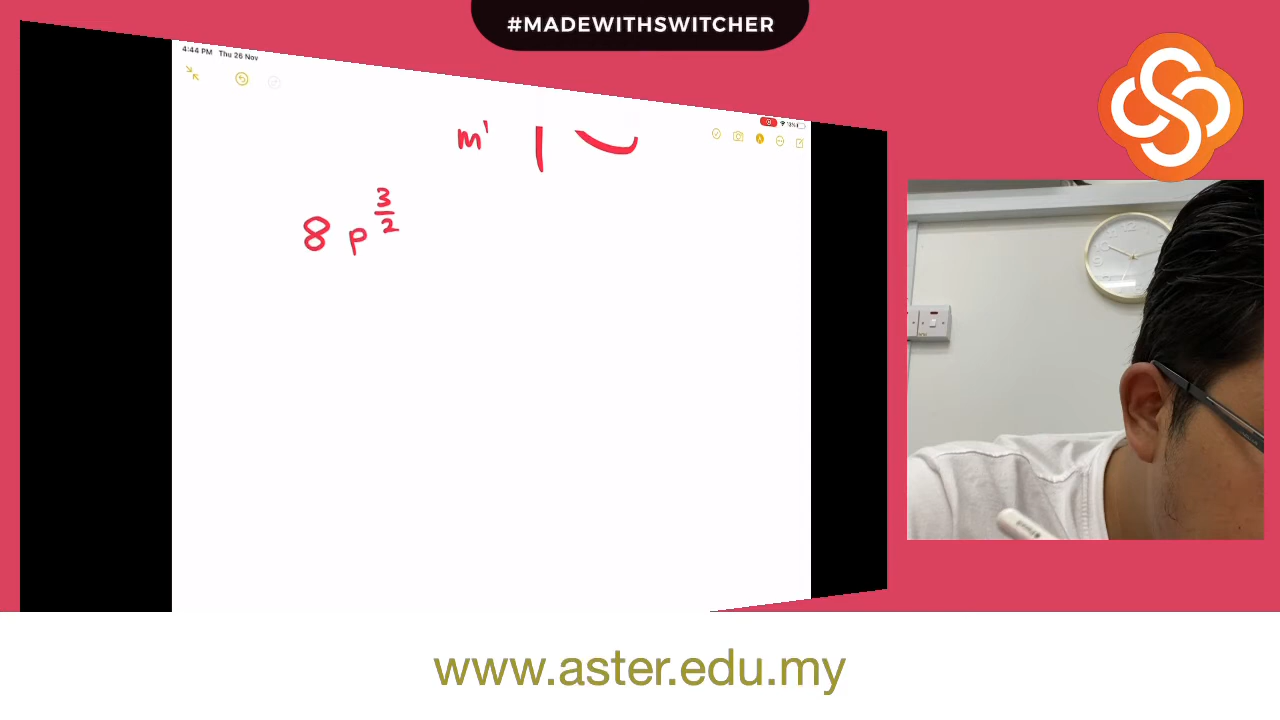 #MADEWITHSWITCHER
4:44 PM Thu 26 Nov
m'
8 p^{3/2}
www.aster.edu.my